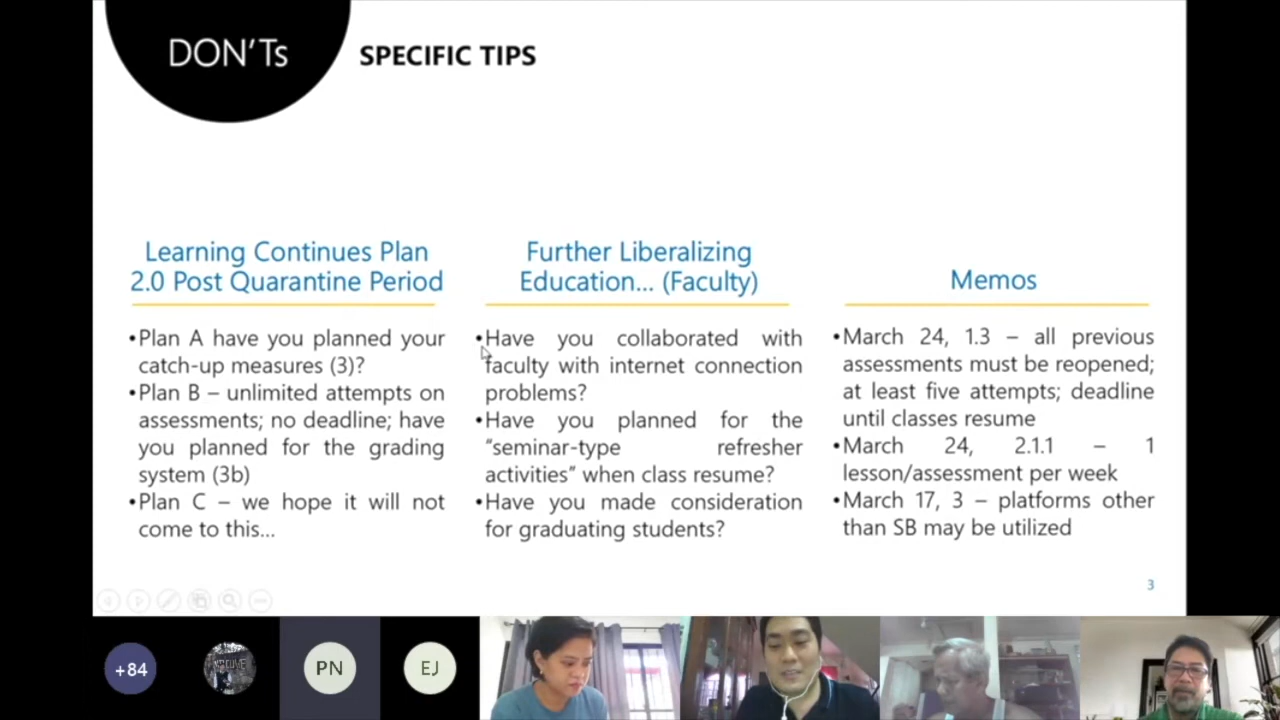 DON'Ts
SPECIFIC TIPS
Learning Continues Plan
2.0 Post Quarantine Period
•Plan A have you planned your
catch-up measures (3)?
•Plan B – unlimited attempts on
assessments; no deadline; have
you planned for the grading
system (3b)
•Plan C – we hope it will not
come to this...
Further Liberalizing
Education... (Faculty)
•Have you collaborated with
faculty with internet connection
problems?
•Have you planned for the
“seminar-type refresher
activities” when class resume?
•Have you made consideration
for graduating students?
Memos
•March 24, 1.3 – all previous
assessments must be reopened;
at least five attempts; deadline
until classes resume
•March 24, 2.1.1 – 1
lesson/assessment per week
•March 17, 3 – platforms other
than SB may be utilized
3
+84
PN
EJ